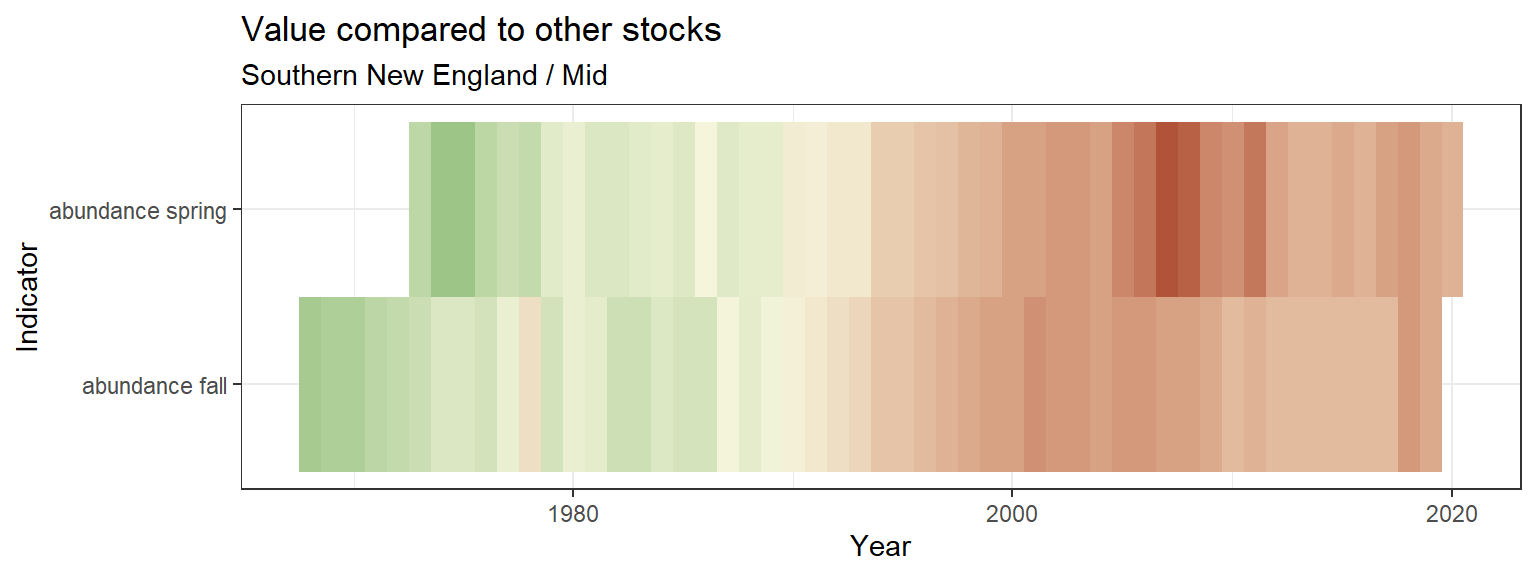 Value compared to other stocks
Southern New England / Mid
Indicator
abundance spring
abundance fall
1980
2000
2020
Year